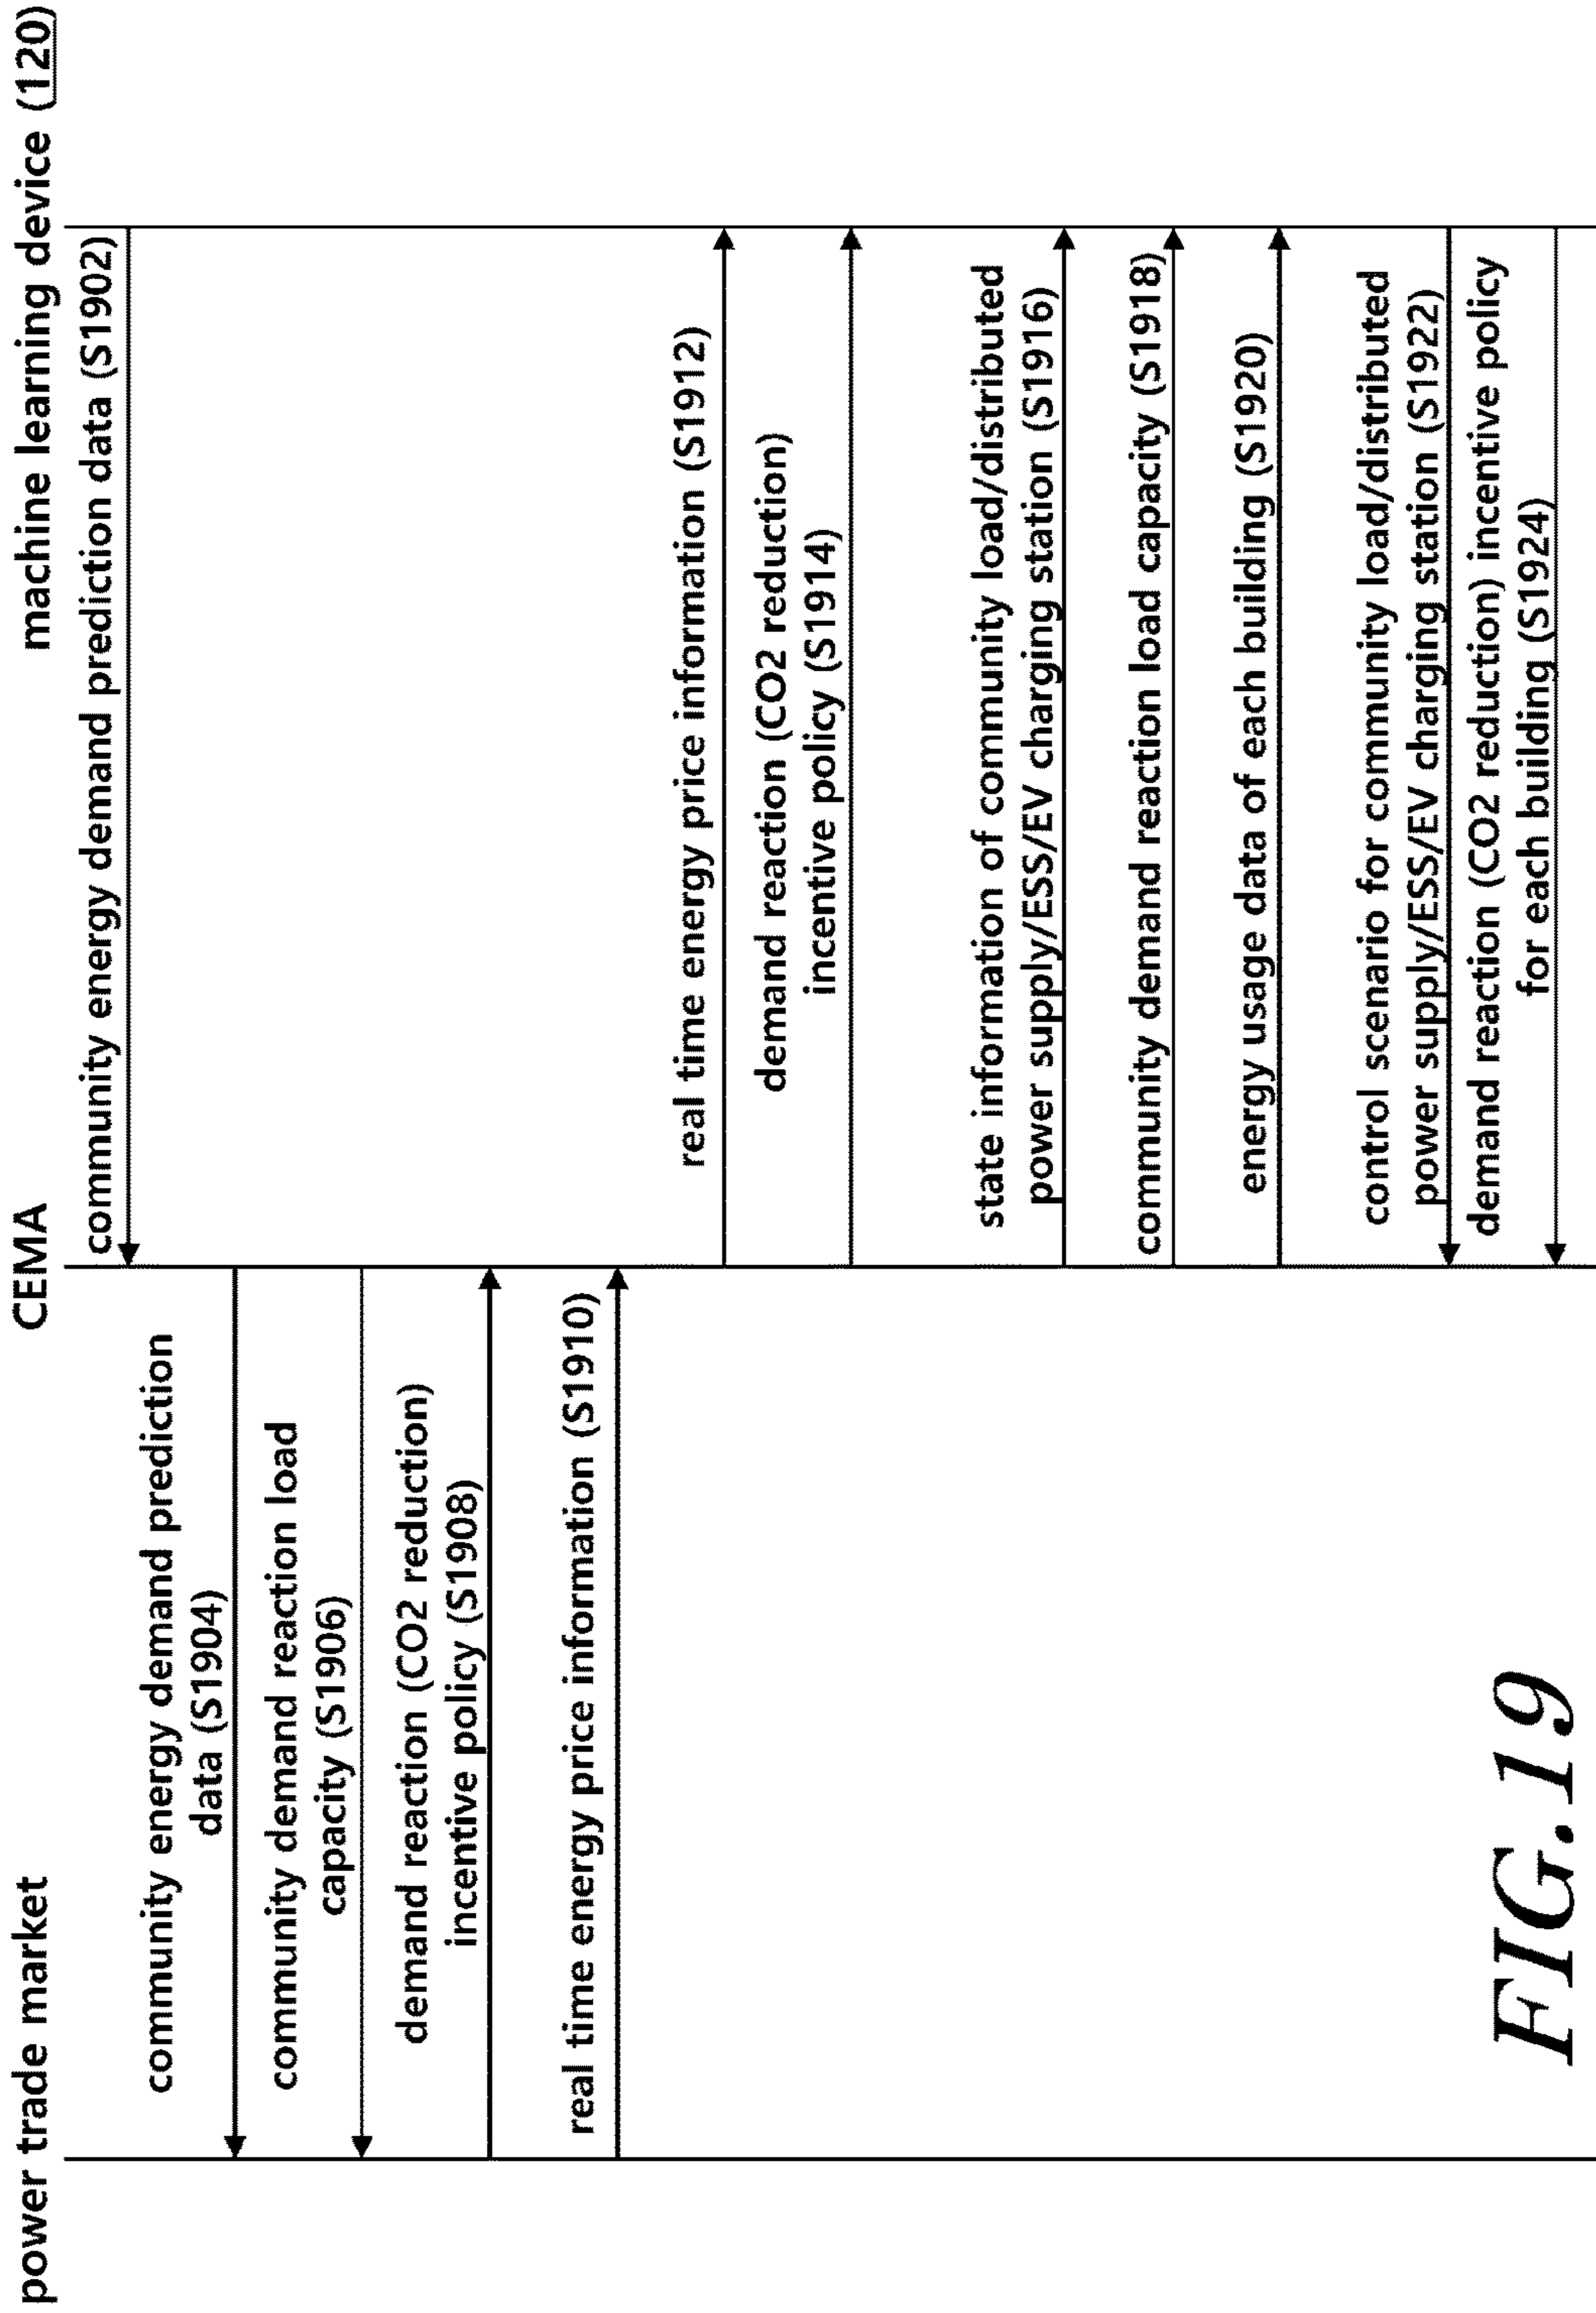 power trade market
CEMA
machine learning device (120)
community energy demand prediction data (S1902)
community energy demand prediction
data (S1904)
community demand reaction load
capacity (S1906)
demand reaction (CO2 reduction)
incentive policy (S1908)
real time energy price information (S1910)
real time energy price information (S1912)
demand reaction (CO2 reduction)
incentive policy (S1914)
state information of community load/distributed
power supply/ESS/EV charging station (S1916)
community demand reaction load capacity (S1918)
energy usage data of each building (S1920)
control scenario for community load/distributed
power supply/ESS/EV charging station (S1922)
demand reaction (CO2 reduction) incentive policy
for each building (S1924)
FIG.19